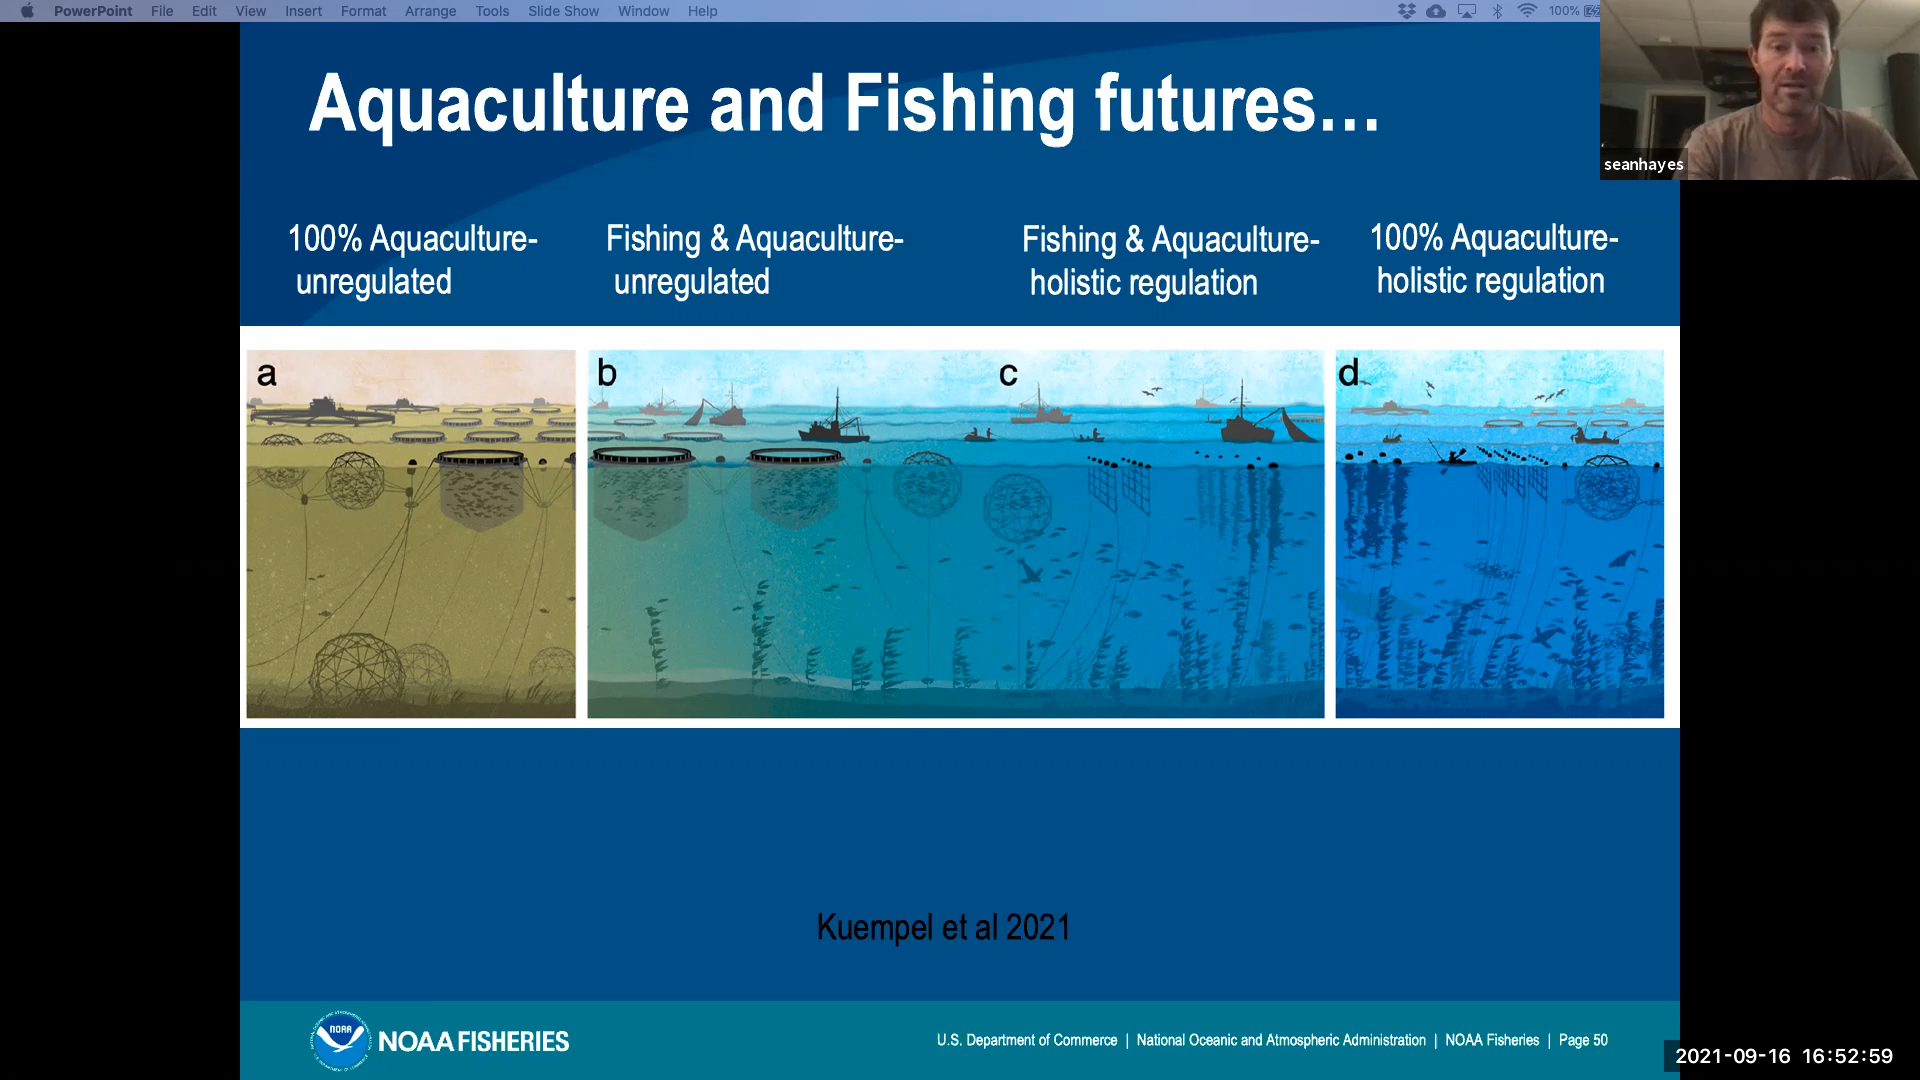 PowerPoint File Edit View Insert Format Arrange Tools Slide Show Window Help
100%
seanhayes
Aquaculture and Fishing futures...
100% Aquaculture-
unregulated
Fishing & Aquaculture-
unregulated
Fishing & Aquaculture-
holistic regulation
100% Aquaculture-
holistic regulation
a
b
c
d
Kuempel et al 2021
NOAA
NOAA FISHERIES
U.S. Department of Commerce | National Oceanic and Atmospheric Administration | NOAA Fisheries | Page 50
2021-09-16 16:52:59